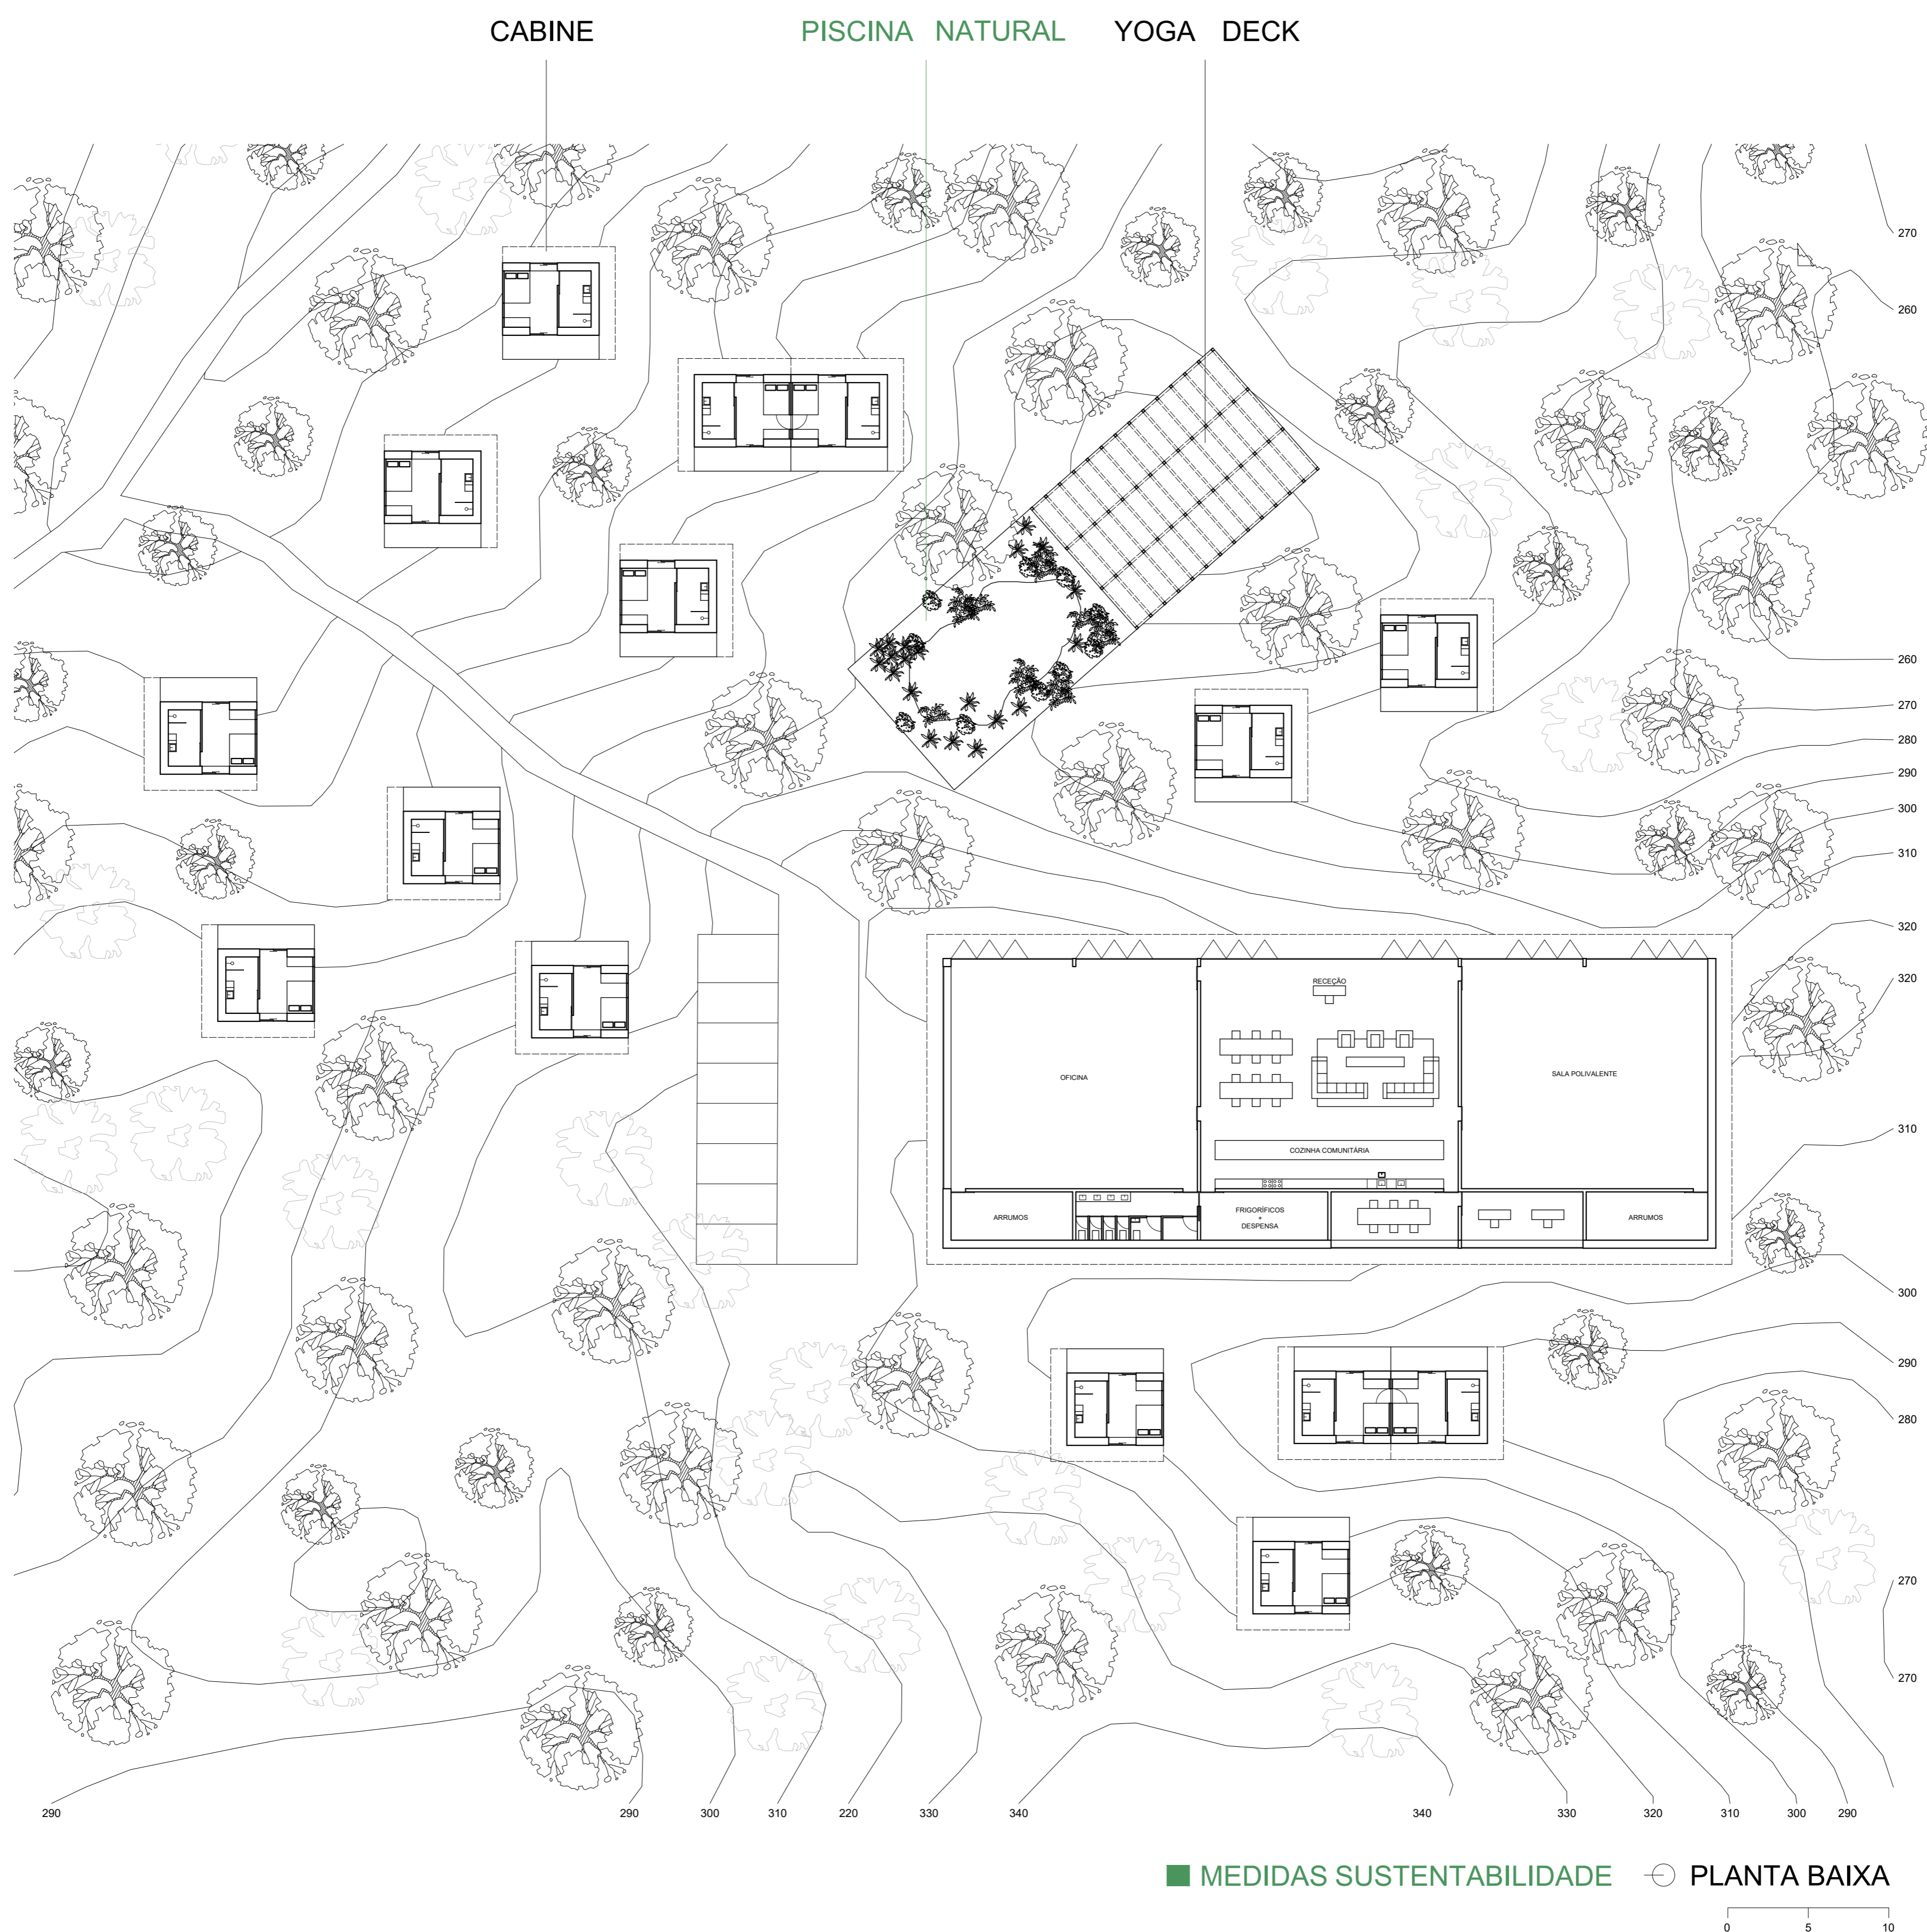 CABINE PISCINA NATURAL YOGA DECK
270
260
260
270
280
290
300
310
320
320
310
300
290
280
270
270
RECEÇÃO
OFICINA
SALA POLIVALENTE
COZINHA COMUNITÁRIA
ARRUMOS
FRIGORÍFICOS
+
DESPENSA
ARRUMOS
290 290 300 310 220 330 340 340 330 320 310 300 290
MEDIDAS SUSTENTABILIDADE PLANTA BAIXA
0 5 10